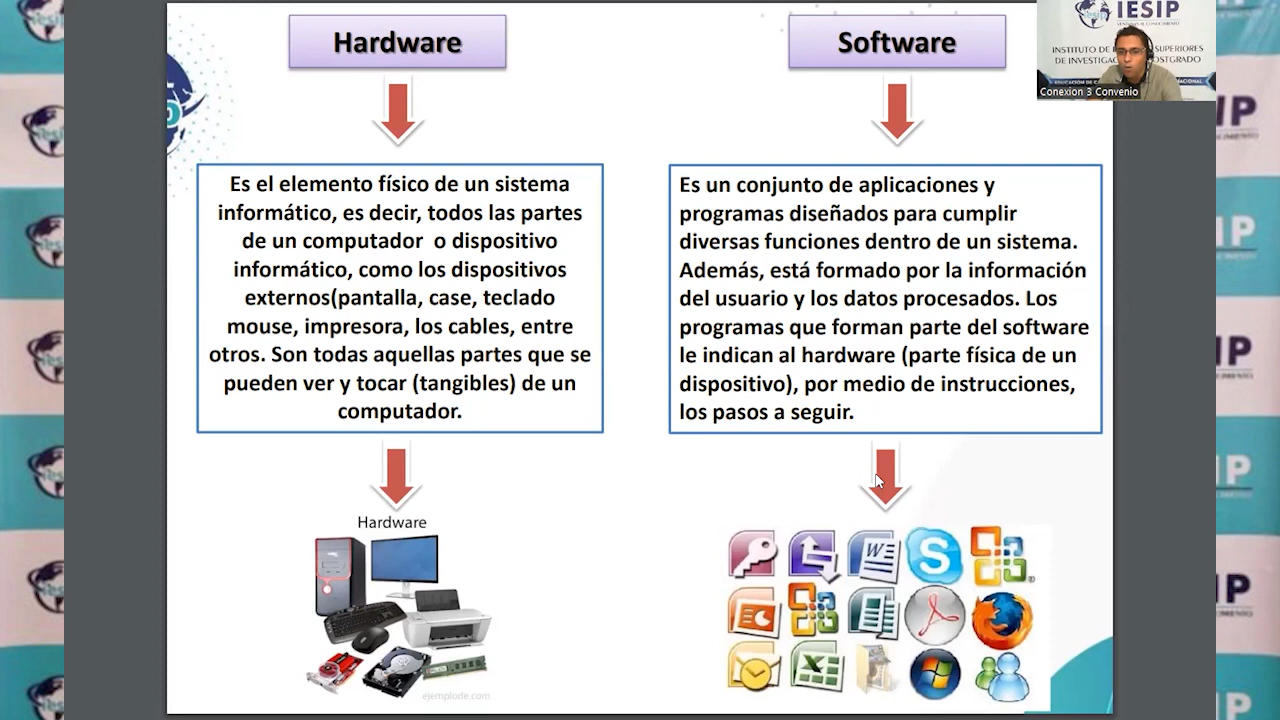 Hardware
Es el elemento físico de un sistema
informático, es decir, todos las partes
de un computador o dispositivo
informático, como los dispositivos
externos(pantalla, case, teclado
mouse, impresora, los cables, entre
otros. Son todas aquellas partes que se
pueden ver y tocar (tangibles) de un
computador.
Hardware
ejemplode.com
Software
Es un conjunto de aplicaciones y
programas diseñados para cumplir
diversas funciones dentro de un sistema.
Además, está formado por la información
del usuario y los datos procesados. Los
programas que forman parte del software
le indican al hardware (parte física de un
dispositivo), por medio de instrucciones,
los pasos a seguir.
IESIP
INSTITUTO DE SUPERIORES
DE INVESTIGAC POSTGRADO
Conexion 3 Convenio